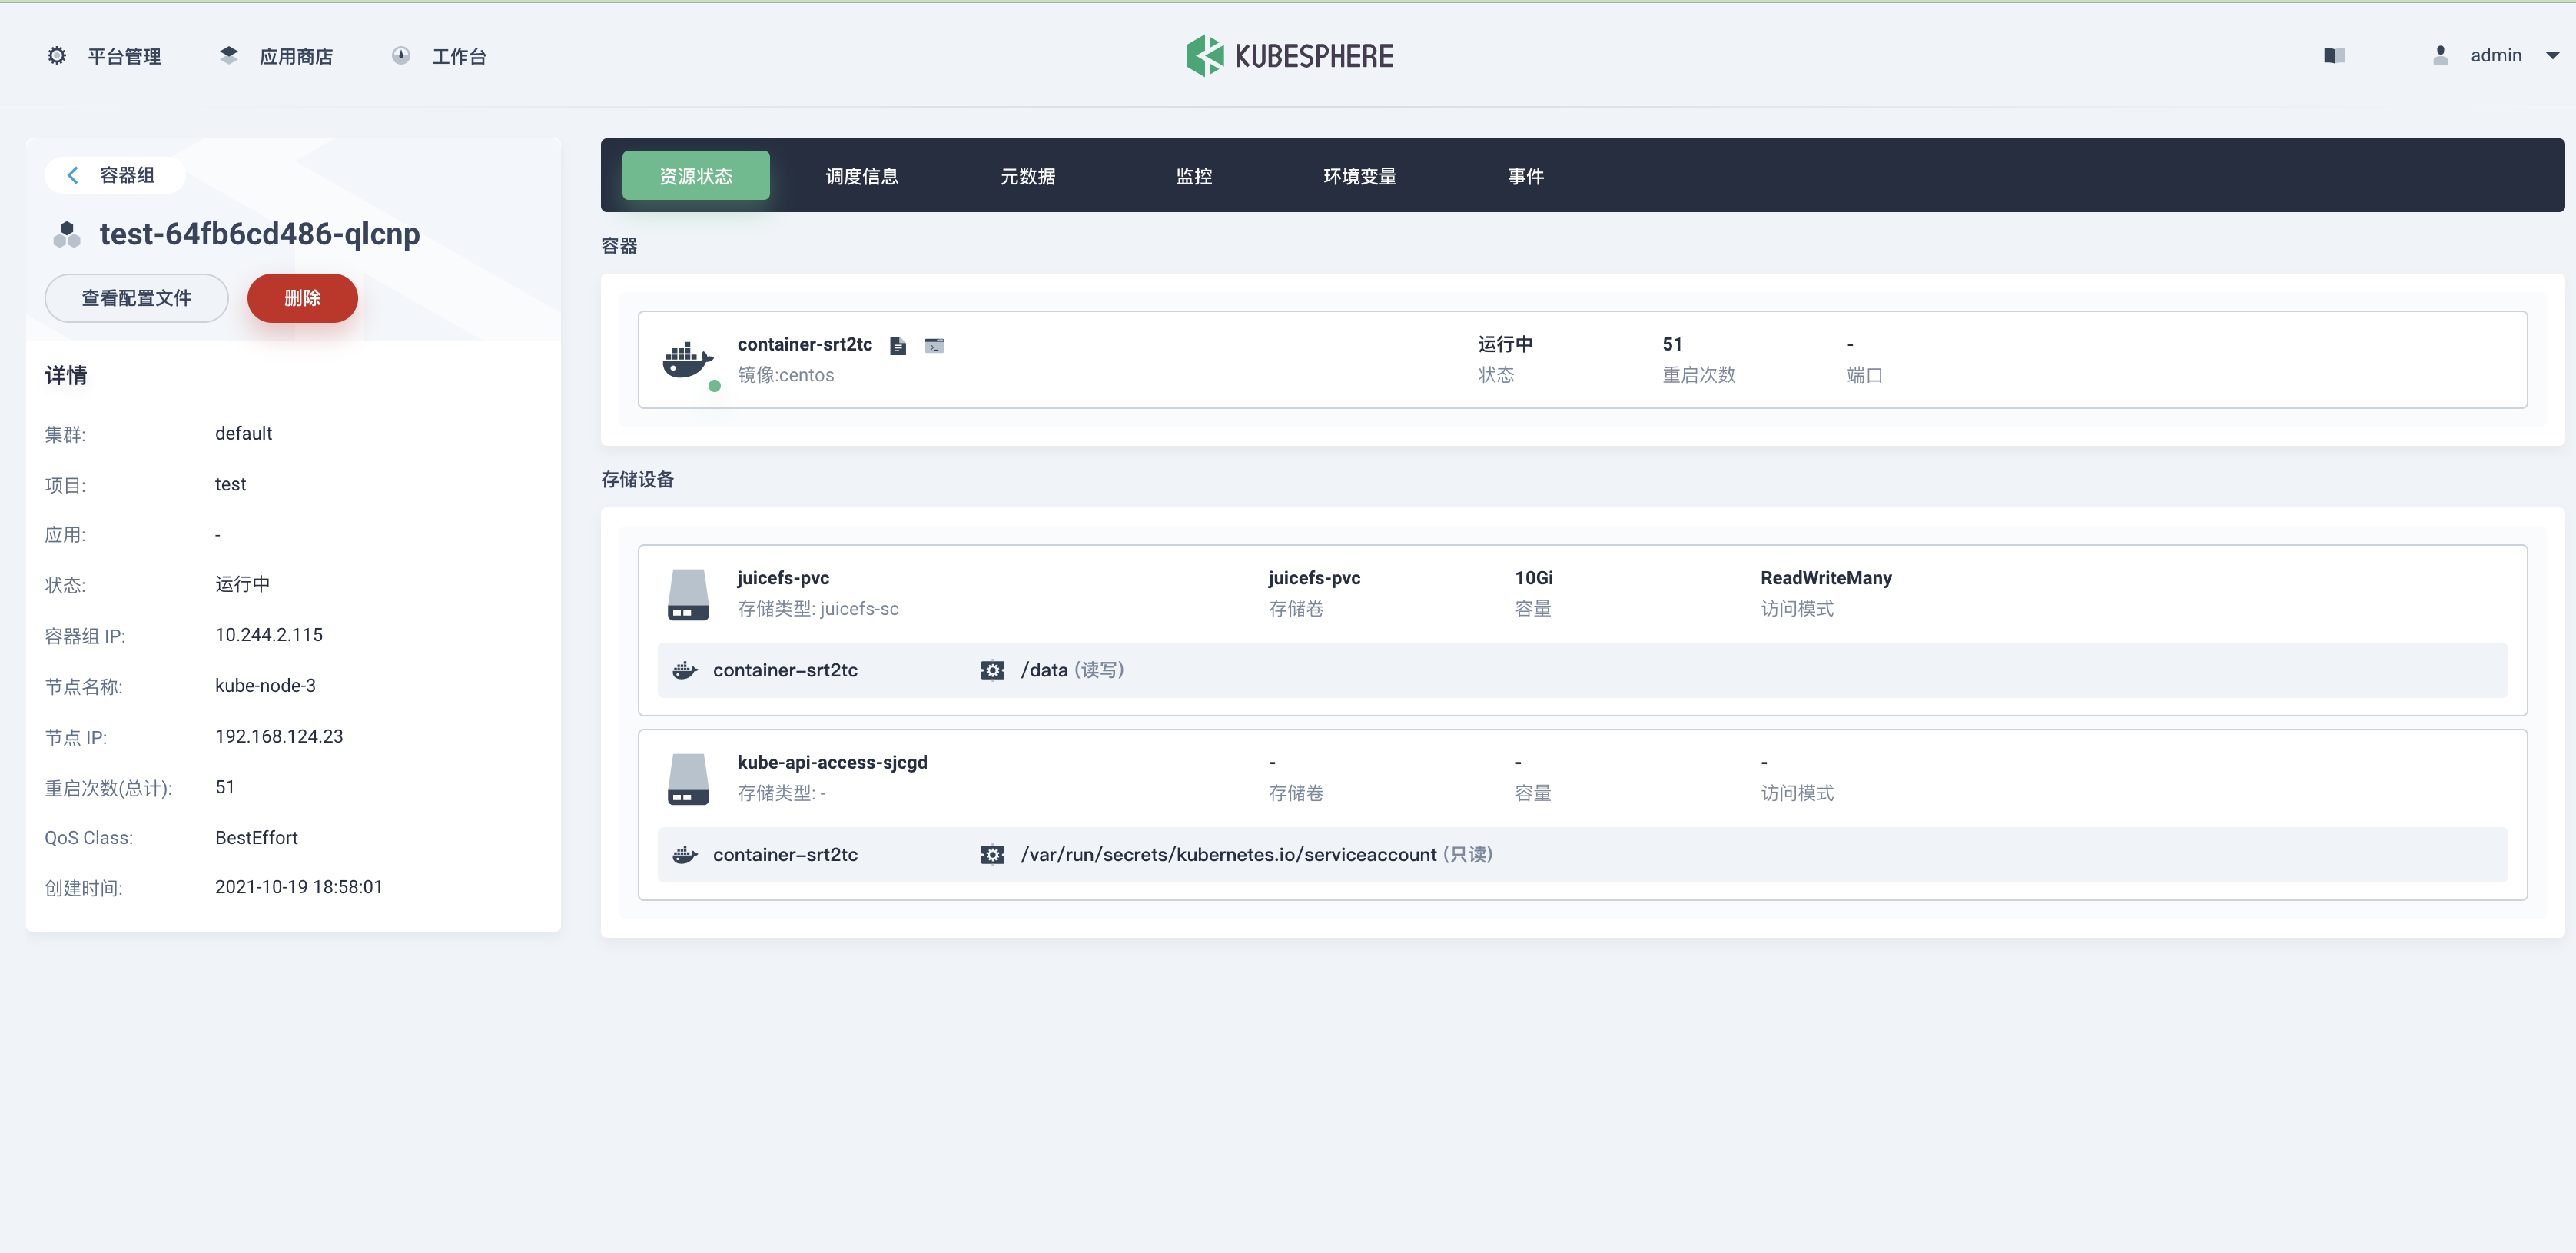 平台管理 应用商店 工作台 KUBESPHERE admin
容器组
test-64fb6cd486-qlcnp
查看配置文件 删除
详情
集群: default
项目: test
应用: -
状态: 运行中
容器组 IP: 10.244.2.115
节点名称: kube-node-3
节点 IP: 192.168.124.23
重启次数(总计): 51
QoS Class: BestEffort
创建时间: 2021-10-19 18:58:01
资源状态 调度信息 元数据 监控 环境变量 事件
容器
container-srt2tc 运行中 51 -
镜像:centos 状态 重启次数 端口
存储设备
juicefs-pvc juicefs-pvc 10Gi ReadWriteMany
存储类型: juicefs-sc 存储卷 容量 访问模式
container-srt2tc /data (读写)
kube-api-access-sjcgd - - -
存储类型: - 存储卷 容量 访问模式
container-srt2tc /var/run/secrets/kubernetes.io/serviceaccount (只读)